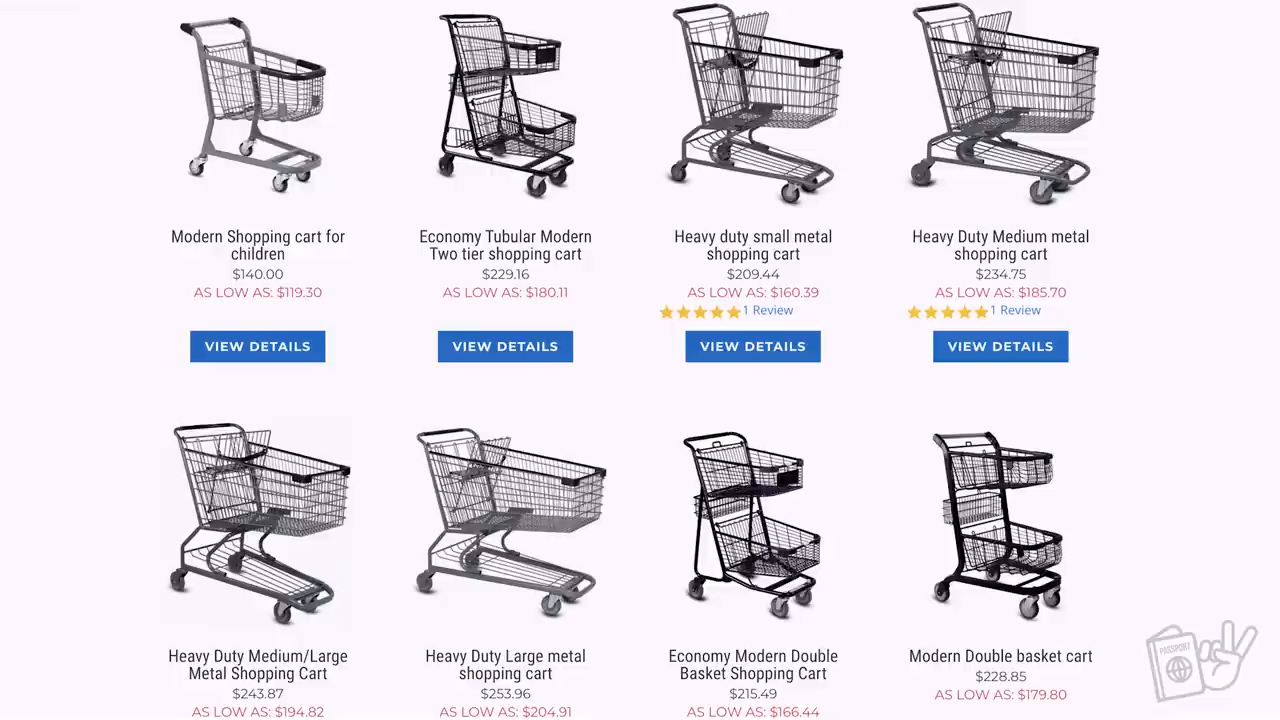 Modern Shopping cart for
children
$140.00
AS LOW AS: $119.30
VIEW DETAILS
Economy Tubular Modern
Two tier shopping cart
$229.16
AS LOW AS: $180.11
VIEW DETAILS
Heavy duty small metal
shopping cart
$209.44
AS LOW AS: $160.39
1 Review
VIEW DETAILS
Heavy Duty Medium metal
shopping cart
$234.75
AS LOW AS: $185.70
1 Review
VIEW DETAILS
Heavy Duty Medium/Large
Metal Shopping Cart
$243.87
AS LOW AS: $194.82
Heavy Duty Large metal
shopping cart
$253.96
AS LOW AS: $204.91
Economy Modern Double
Basket Shopping Cart
$215.49
AS LOW AS: $166.44
Modern Double basket cart
$228.85
AS LOW AS: $179.80
PASSPORT